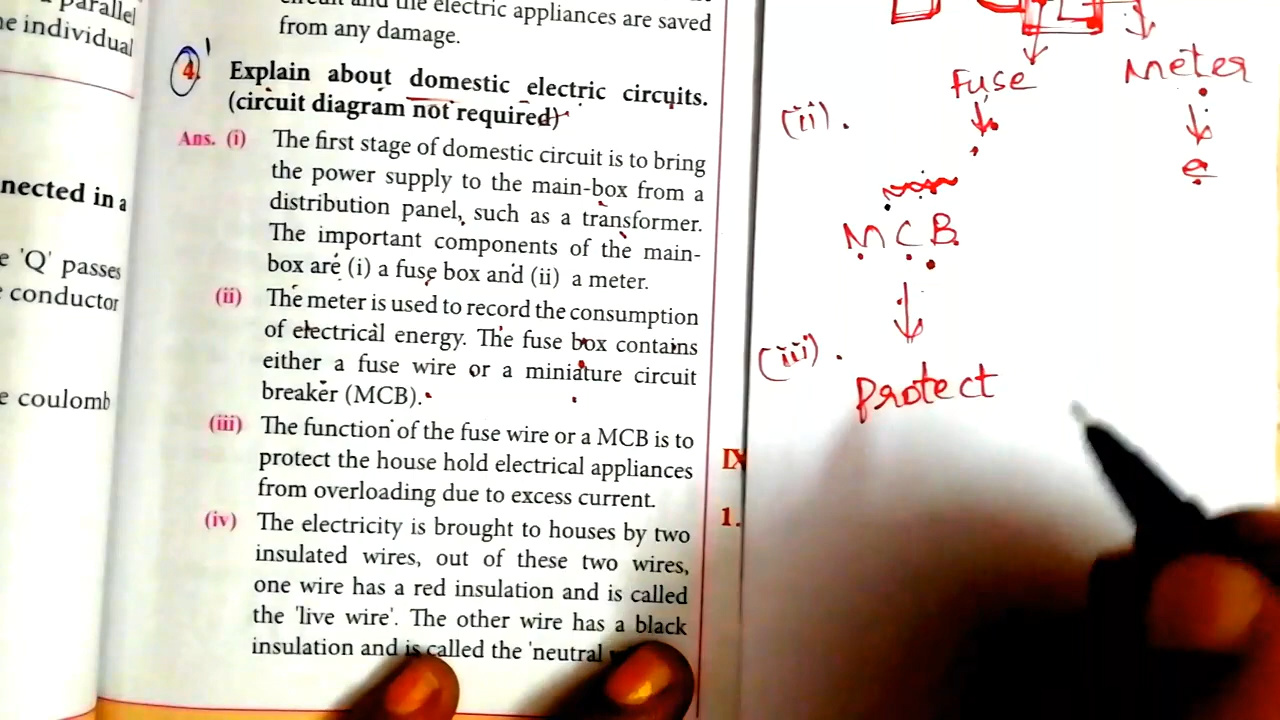 parallel
he individual
nected in a
e 'Q' passes
conductor
e coulomb
the electric appliances are saved
from any damage.
4. Explain about domestic electric circuits.
(circuit diagram not required)
Ans. (i) The first stage of domestic circuit is to bring
the power supply to the main-box from a
distribution panel, such as a transformer.
The important components of the main-
box are (i) a fuse box and (ii) a meter.
(ii) The meter is used to record the consumption
of electrical energy. The fuse box contains
either a fuse wire or a miniature circuit
breaker (MCB).
(iii) The function of the fuse wire or a MCB is to
protect the house hold electrical appliances
from overloading due to excess current.
(iv) The electricity is brought to houses by two
insulated wires, out of these two wires,
one wire has a red insulation and is called
the 'live wire'. The other wire has a black
insulation and is called the 'neutral
IX
1.
Fuse
Meter
(ii).
e
MCB
(iii).
Protect